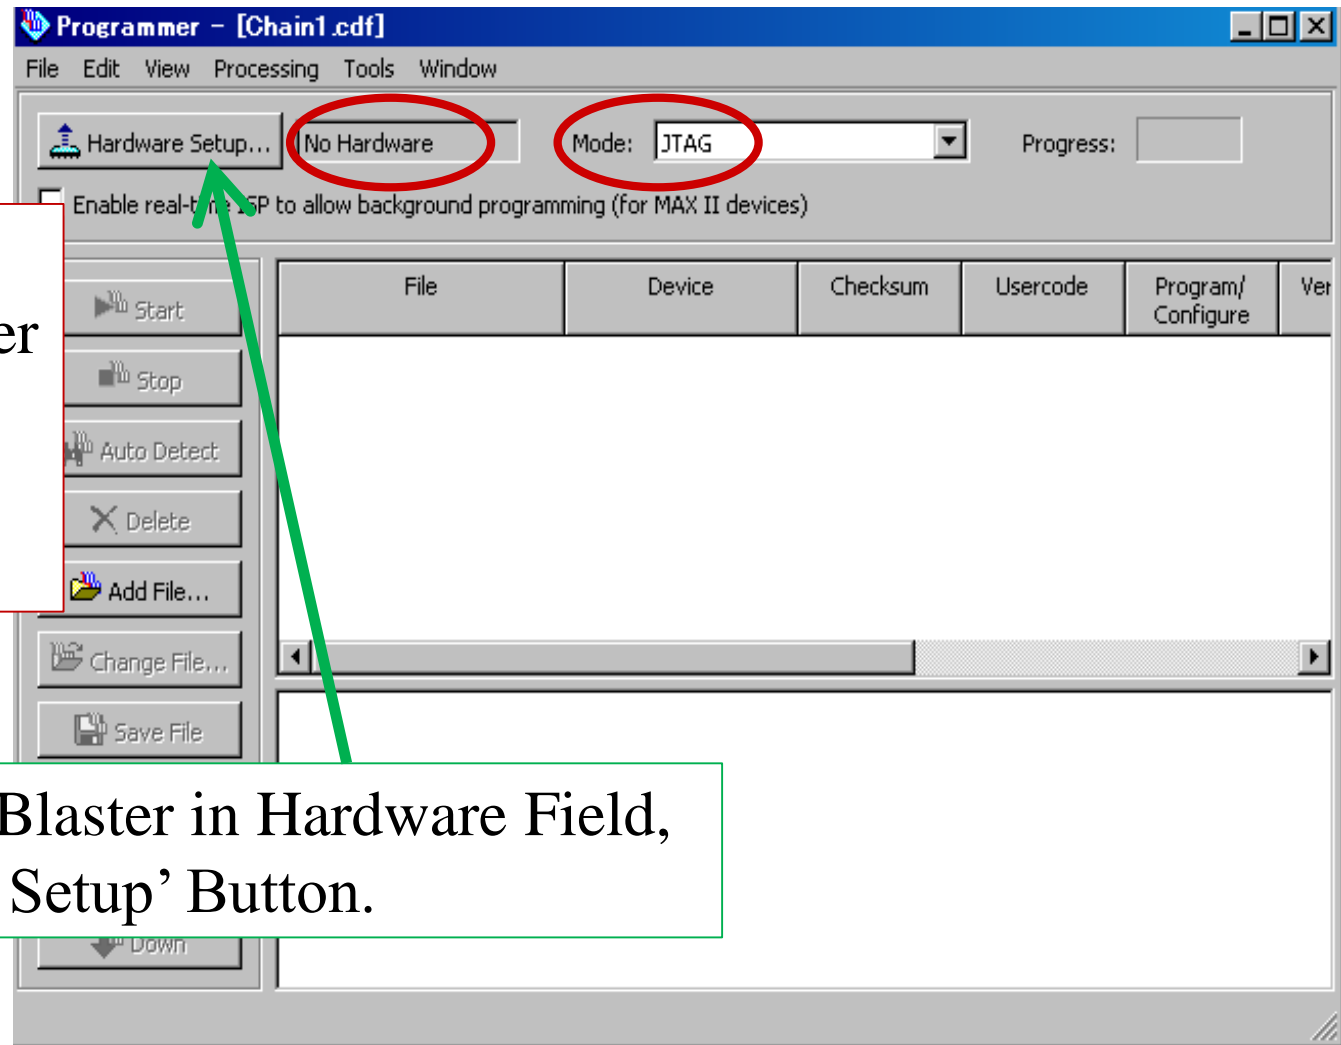 Programmer - [Chain1.cdf]
File Edit View Processing Tools Window
Hardware Setup... No Hardware Mode: JTAG Progress:
Enable real-time ISP to allow background programming (for MAX II devices)
File Device Checksum Usercode Program/ Configure Ver
er
Start
Stop
Auto Detect
Delete
Add File...
Change File...
Save File
Blaster in Hardware Field,
Setup’ Button.
Down